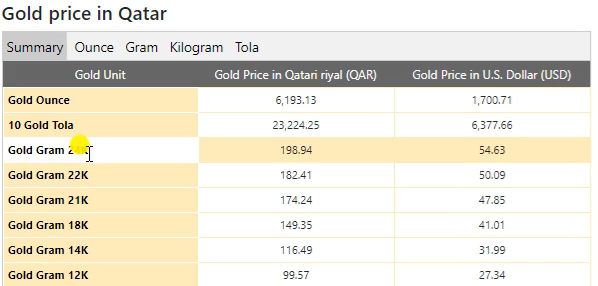 Gold price in Qatar
Summary Ounce Gram Kilogram Tola
Gold Unit Gold Price in Qatari riyal (QAR) Gold Price in U.S. Dollar (USD)
Gold Ounce 6,193.13 1,700.71
10 Gold Tola 23,224.25 6,377.66
Gold Gram 24K 198.94 54.63
Gold Gram 22K 182.41 50.09
Gold Gram 21K 174.24 47.85
Gold Gram 18K 149.35 41.01
Gold Gram 14K 116.49 31.99
Gold Gram 12K 99.57 27.34